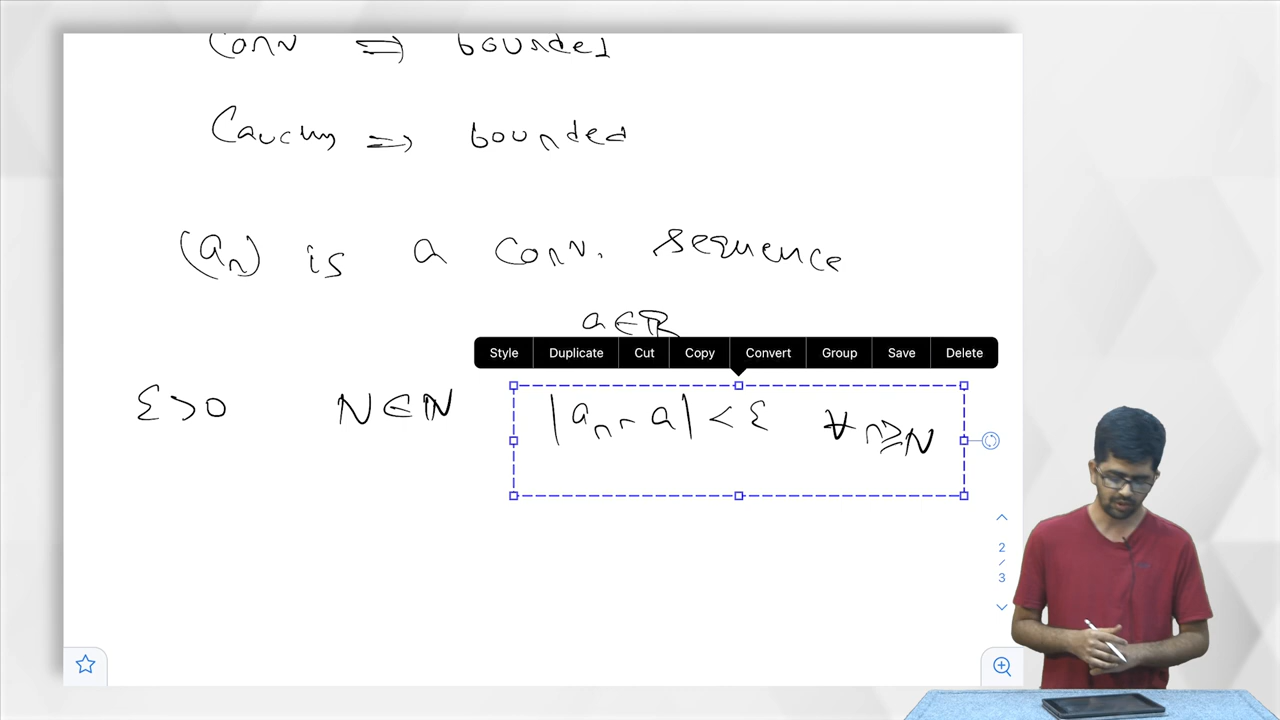 Conv ⇒ bounded
Cauchy ⇒ bounded
(aₙ) is a conv. sequence
a∈ℝ
Style Duplicate Cut Copy Convert Group Save Delete
ε>0 N∈ℕ |aₙ - a| < ε ∀ n≥N
2
/
3